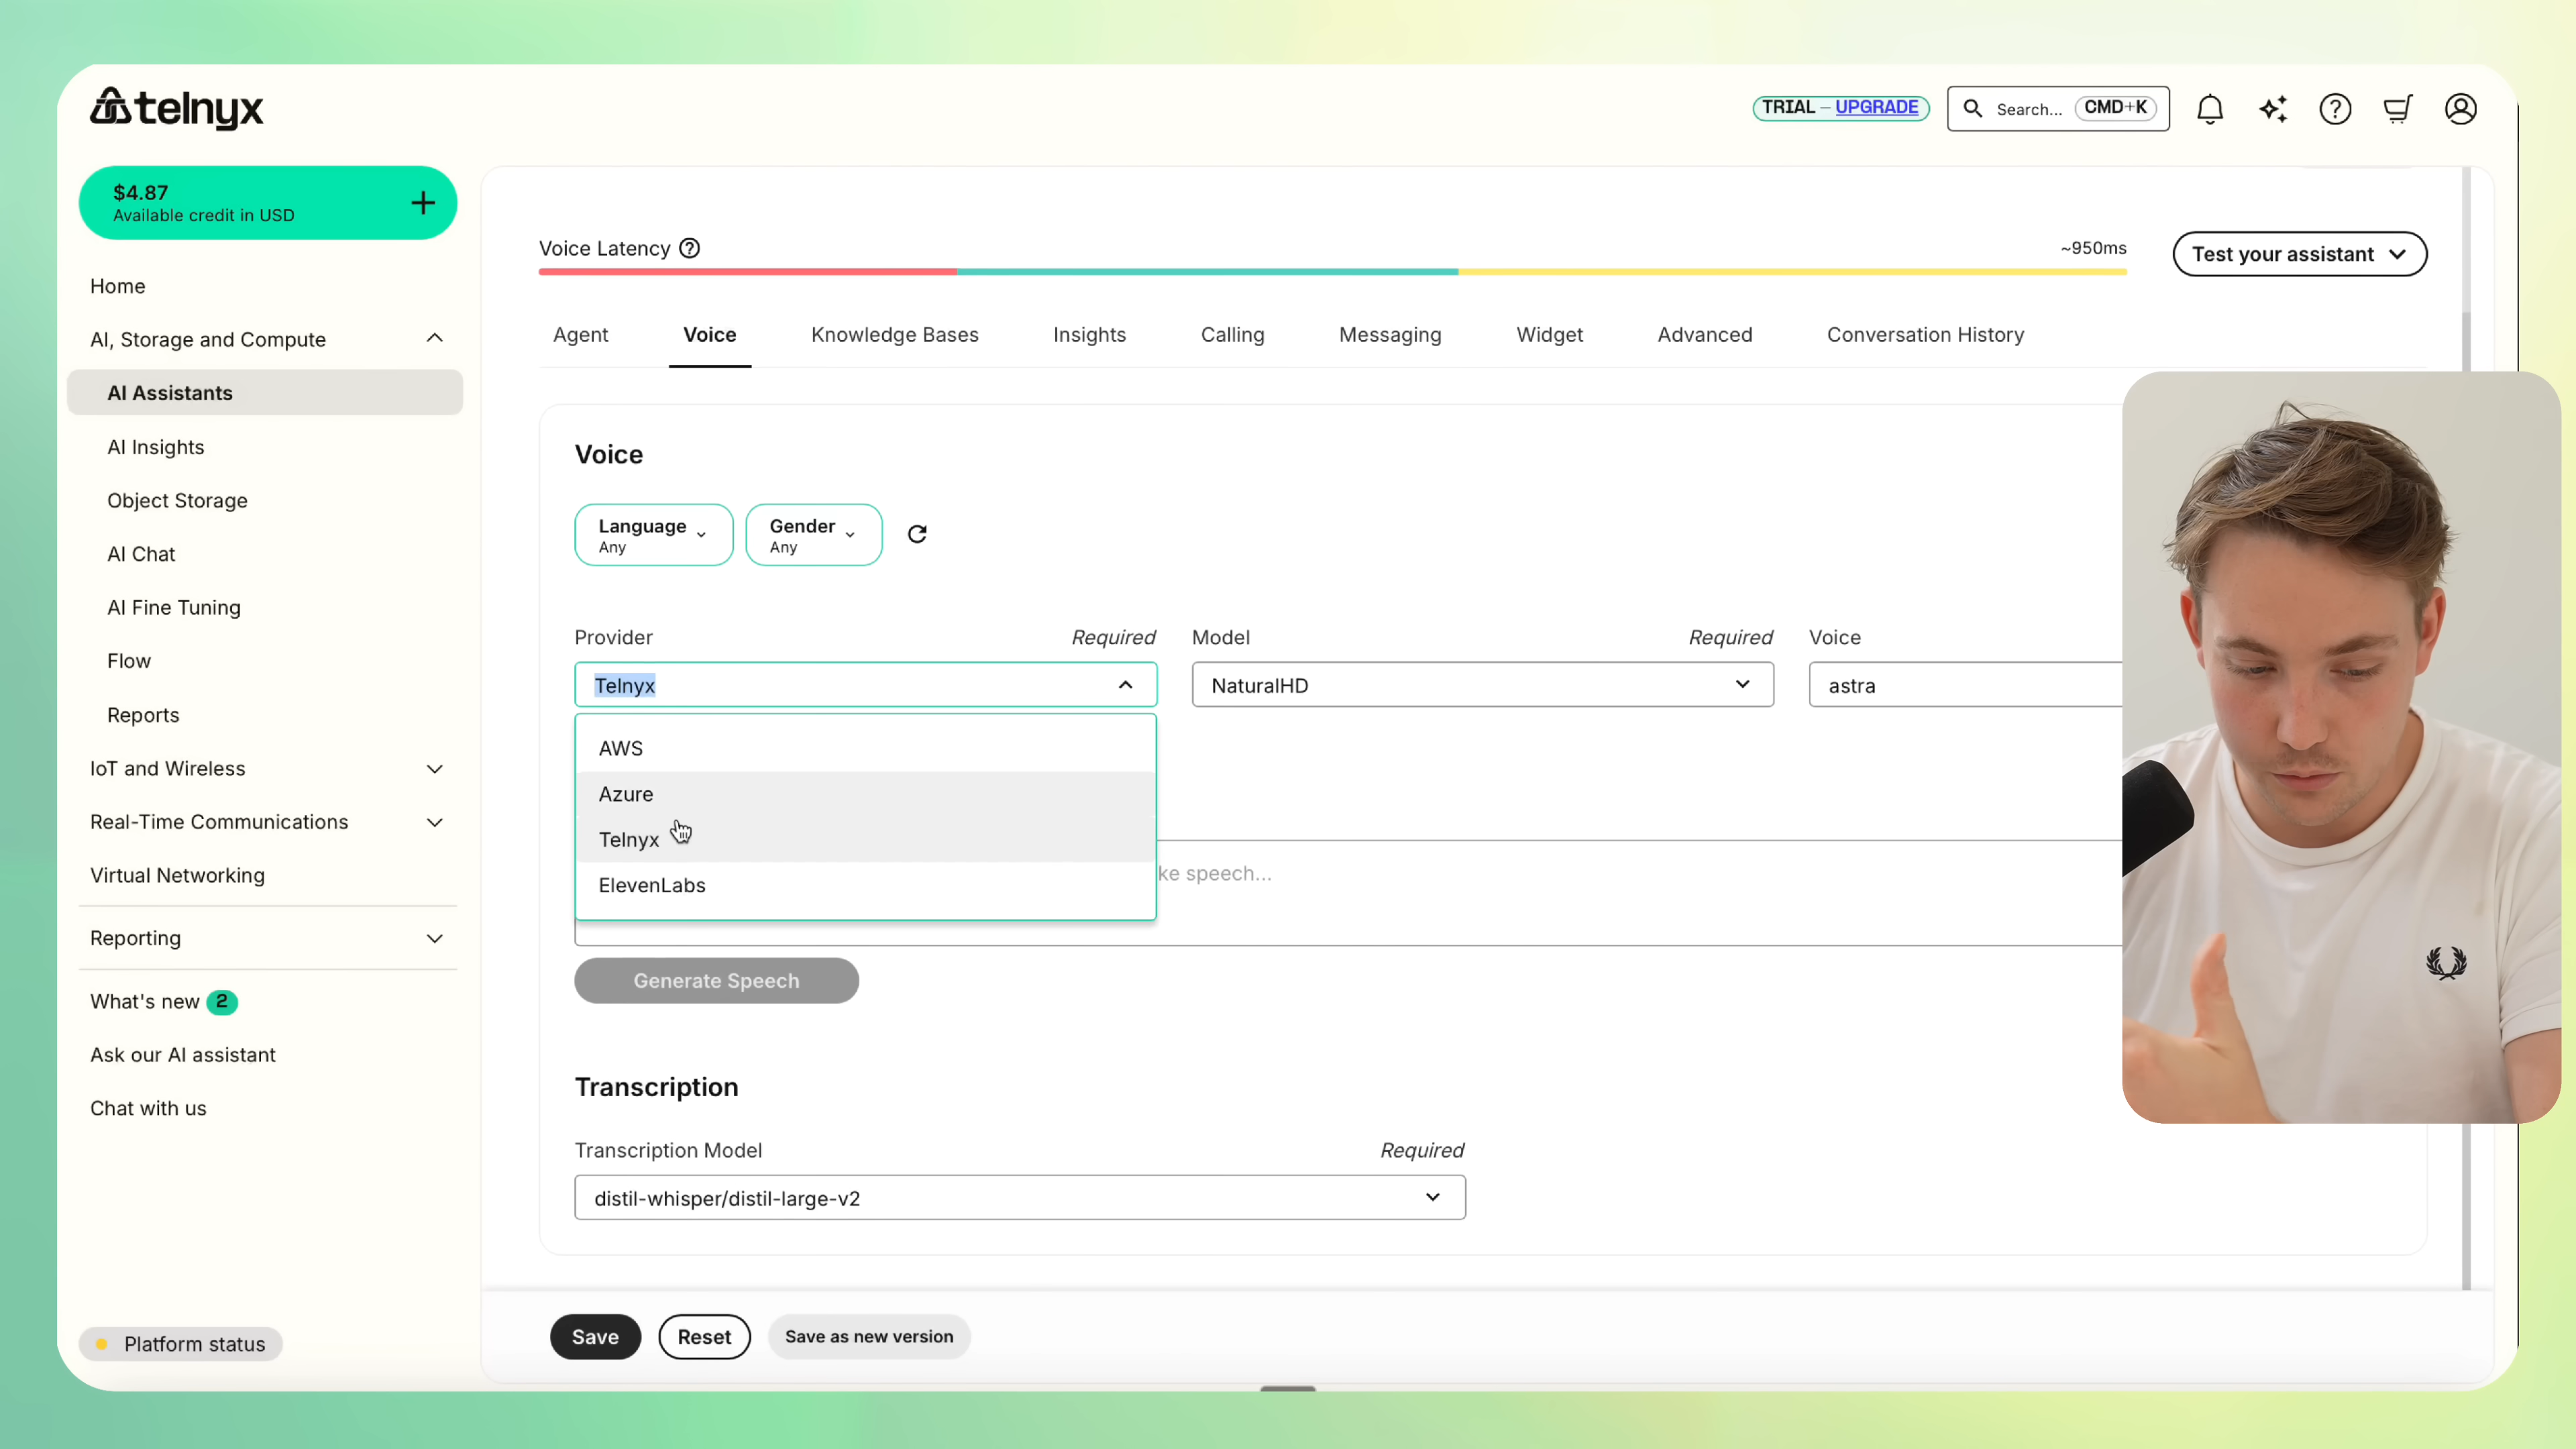 telnyx
TRIAL – UPGRADE
Search... CMD+K
$4.87
Available credit in USD
Home
AI, Storage and Compute
AI Assistants
AI Insights
Object Storage
AI Chat
AI Fine Tuning
Flow
Reports
IoT and Wireless
Real-Time Communications
Virtual Networking
Reporting
What's new 2
Ask our AI assistant
Chat with us
Platform status
Voice Latency ?
~950ms
Test your assistant
Agent Voice Knowledge Bases Insights Calling Messaging Widget Advanced Conversation History
Voice
Language
Any
Gender
Any
Provider Required
Telnyx
Model Required
NaturalHD
Voice
astra
AWS
Azure
Telnyx
ElevenLabs
ke speech...
Generate Speech
Transcription
Transcription Model Required
distil-whisper/distil-large-v2
Save Reset Save as new version